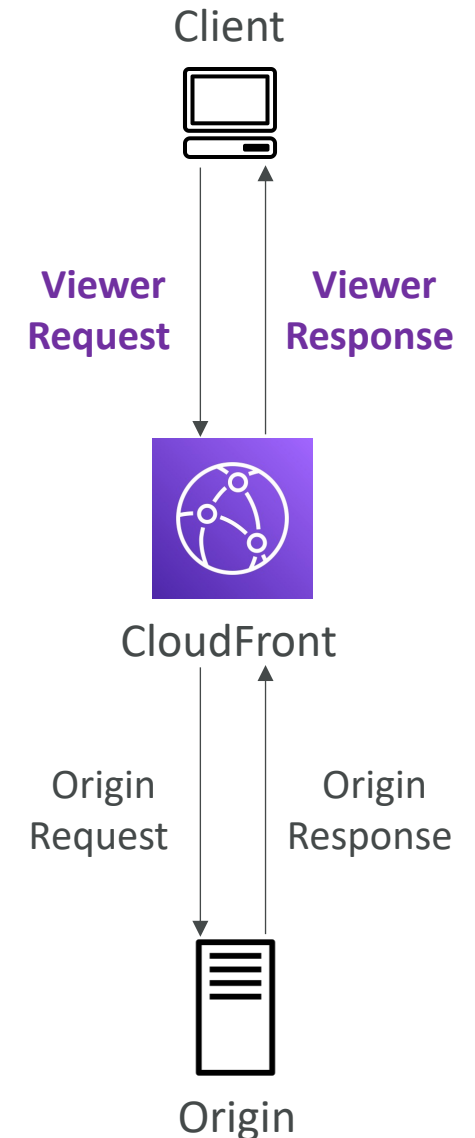 Client
Viewer
Request
Viewer
Response
CloudFront
Origin
Request
Origin
Response
Origin